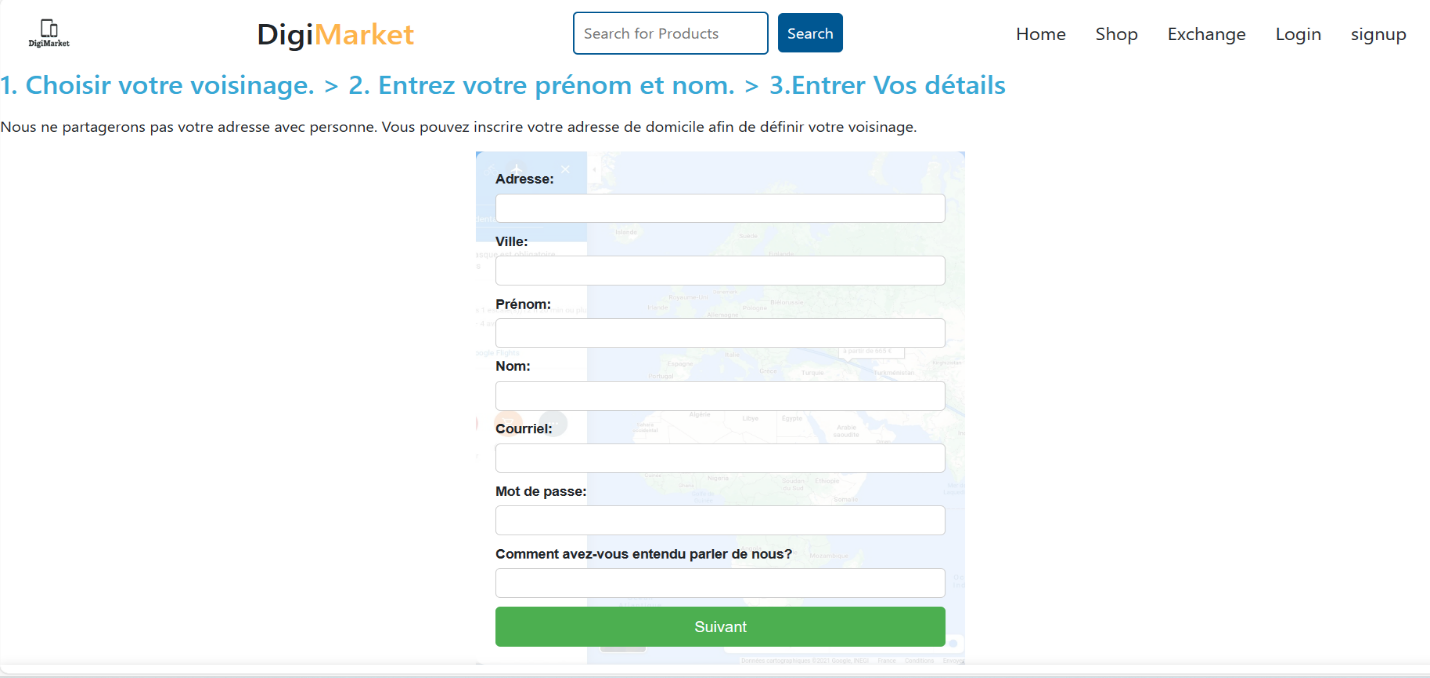 DigiMarket
DigiMarket
Search for Products
Search
Home
Shop
Exchange
Login
signup
1. Choisir votre voisinage. > 2. Entrez votre prénom et nom. > 3.Entrer Vos détails
Nous ne partagerons pas votre adresse avec personne. Vous pouvez inscrire votre adresse de domicile afin de définir votre voisinage.
Adresse:
Ville:
Prénom:
Nom:
Courriel:
Mot de passe:
Comment avez-vous entendu parler de nous?
Suivant